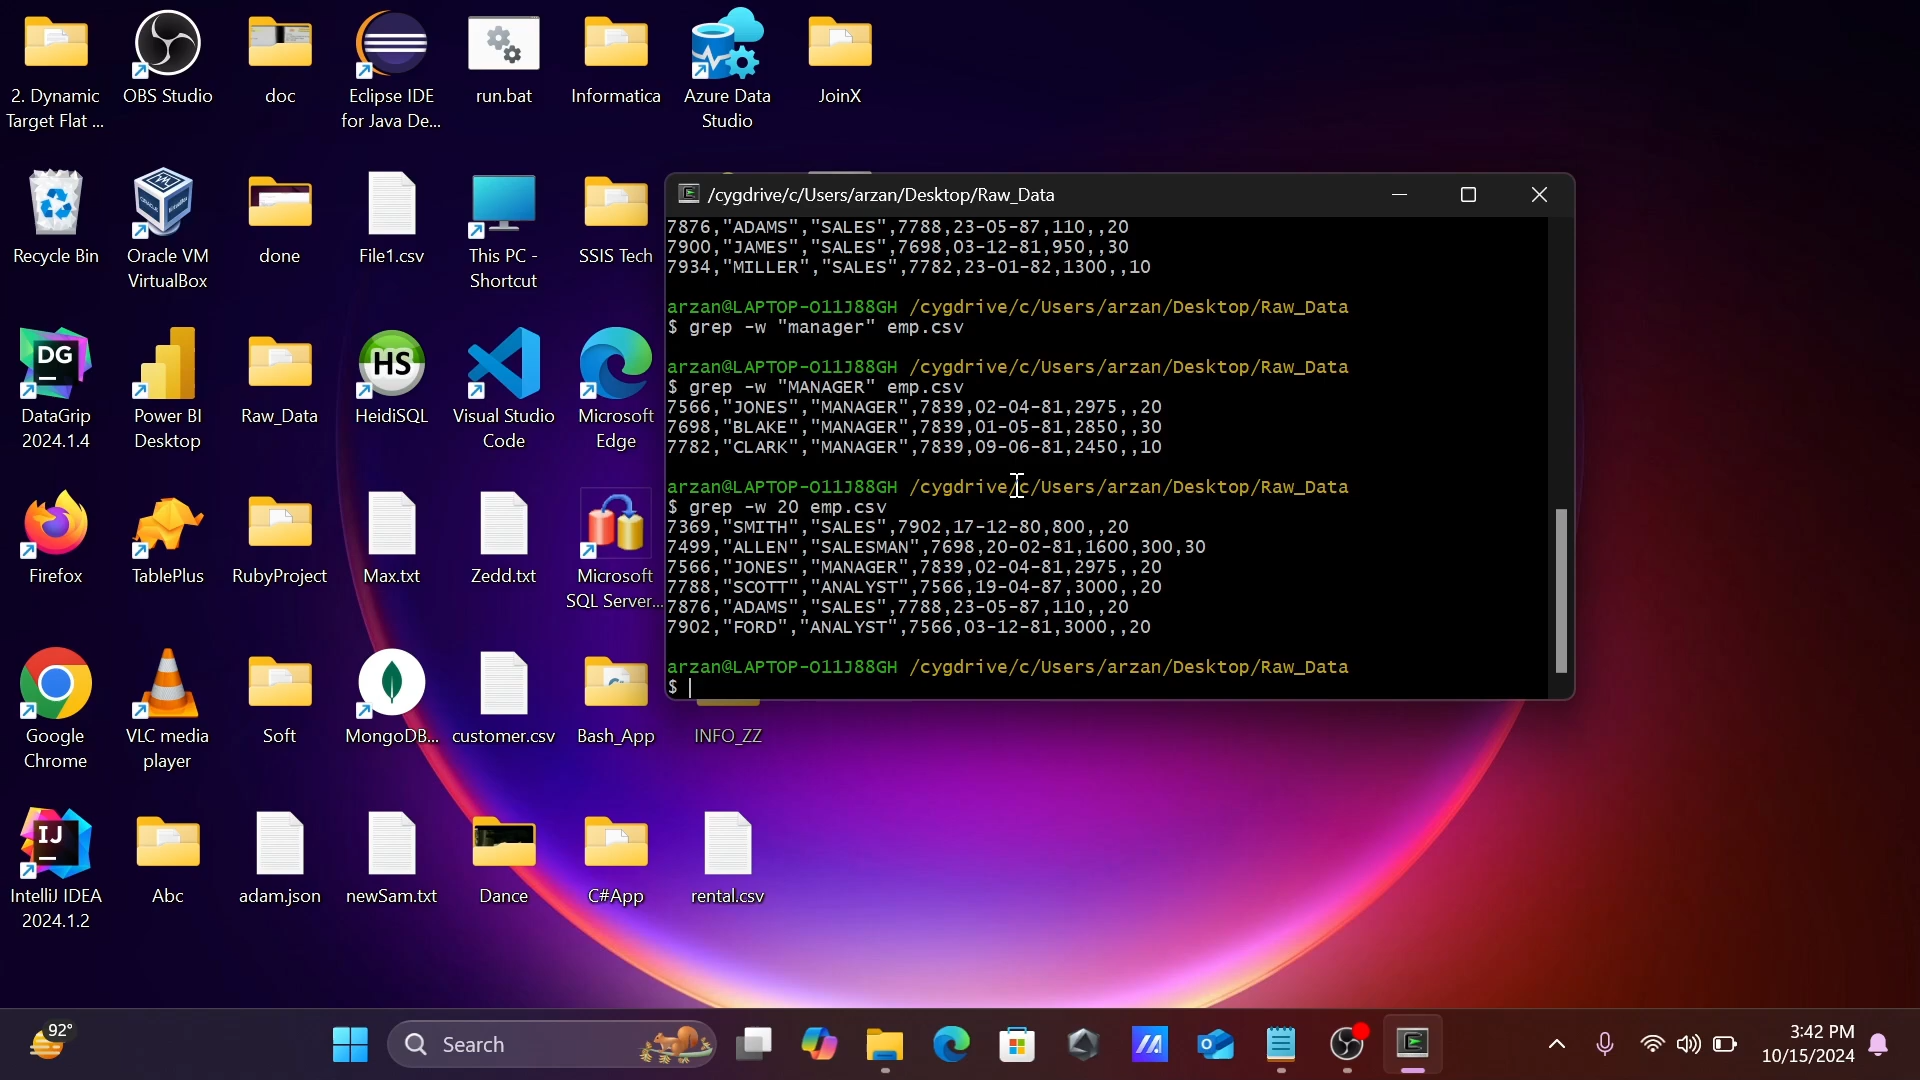 2. Dynamic
Target Flat ...
OBS Studio
doc
Eclipse IDE
for Java De...
run.bat
Informatica
Azure Data
Studio
JoinX
Recycle Bin
Oracle VM
VirtualBox
done
File1.csv
This PC -
Shortcut
SSIS Tech
DG
DataGrip
2024.1.4
Power BI
Desktop
Raw_Data
HS
HeidiSQL
Visual Studio
Code
Microsoft
Edge
Firefox
TablePlus
RubyProject
Max.txt
Zedd.txt
Microsoft
SQL Server...
Google
Chrome
VLC media
player
Soft
MongoDB...
customer.csv
Bash_App
INFO_ZZ
IJ
IntelliJ IDEA
2024.1.2
Abc
adam.json
newSam.txt
Dance
C#App
rental.csv
/cygdrive/c/Users/arzan/Desktop/Raw_Data
7876,"ADAMS","SALES",7788,23-05-87,110,,20
7900,"JAMES","SALES",7698,03-12-81,950,,30
7934,"MILLER","SALES",7782,23-01-82,1300,,10
arzan@LAPTOP-O11J88GH /cygdrive/c/Users/arzan/Desktop/Raw_Data
$ grep -w "manager" emp.csv
arzan@LAPTOP-O11J88GH /cygdrive/c/Users/arzan/Desktop/Raw_Data
$ grep -w "MANAGER" emp.csv
7566,"JONES","MANAGER",7839,02-04-81,2975,,20
7698,"BLAKE","MANAGER",7839,01-05-81,2850,,30
7782,"CLARK","MANAGER",7839,09-06-81,2450,,10
arzan@LAPTOP-O11J88GH /cygdrive/c/Users/arzan/Desktop/Raw_Data
$ grep -w 20 emp.csv
7369,"SMITH","SALES",7902,17-12-80,800,,20
7499,"ALLEN","SALESMAN",7698,20-02-81,1600,300,30
7566,"JONES","MANAGER",7839,02-04-81,2975,,20
7788,"SCOTT","ANALYST",7566,19-04-87,3000,,20
7876,"ADAMS","SALES",7788,23-05-87,110,,20
7902,"FORD","ANALYST",7566,03-12-81,3000,,20
arzan@LAPTOP-O11J88GH /cygdrive/c/Users/arzan/Desktop/Raw_Data
$
92°
Search
3:42 PM
10/15/2024